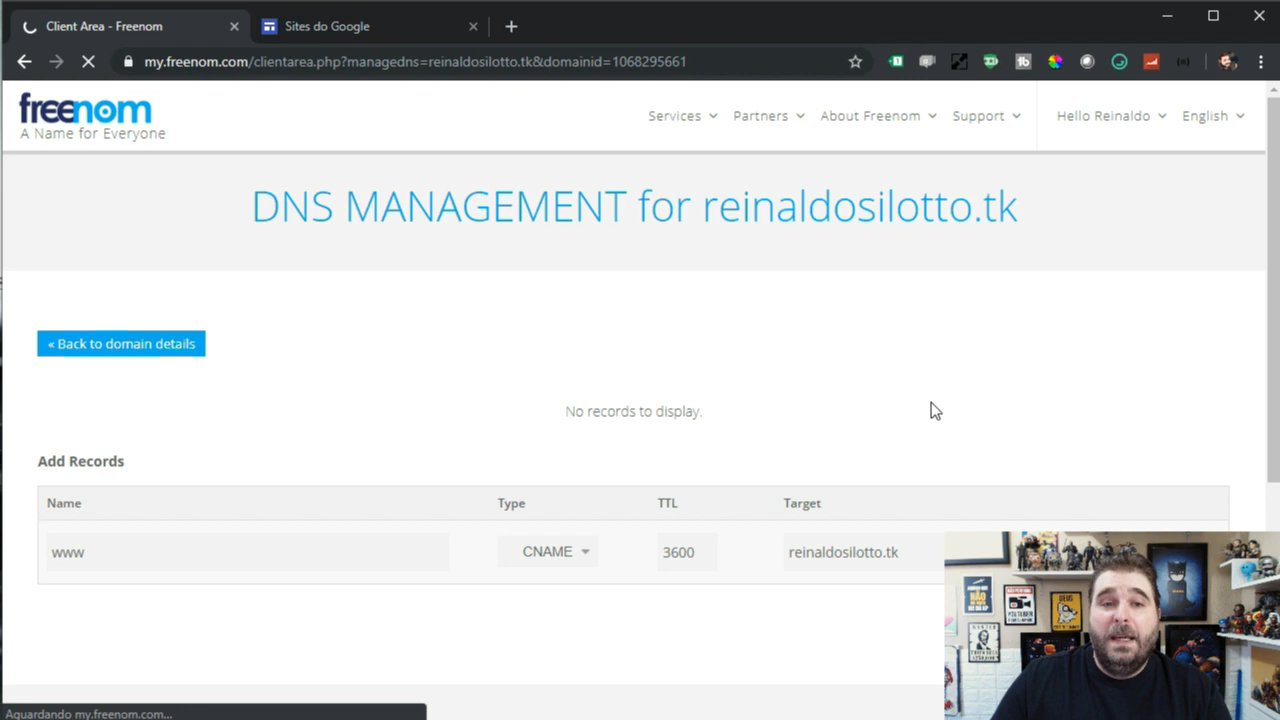 Client Area - Freenom
Sites do Google
my.freenom.com/clientarea.php?managedns=reinaldosilotto.tk&domainid=1068295661
freenom
A Name for Everyone
Services
Partners
About Freenom
Support
Hello Reinaldo
English
DNS MANAGEMENT for reinaldosilotto.tk
« Back to domain details
No records to display.
Add Records
Name Type TTL Target
www CNAME 3600 reinaldosilotto.tk
Aguardando my.freenom.com...